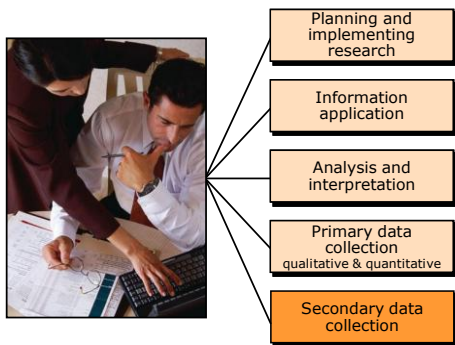 Planning and
implementing
research
Information
application
Analysis and
interpretation
Primary data
collection
qualitative & quantitative
Secondary data
collection